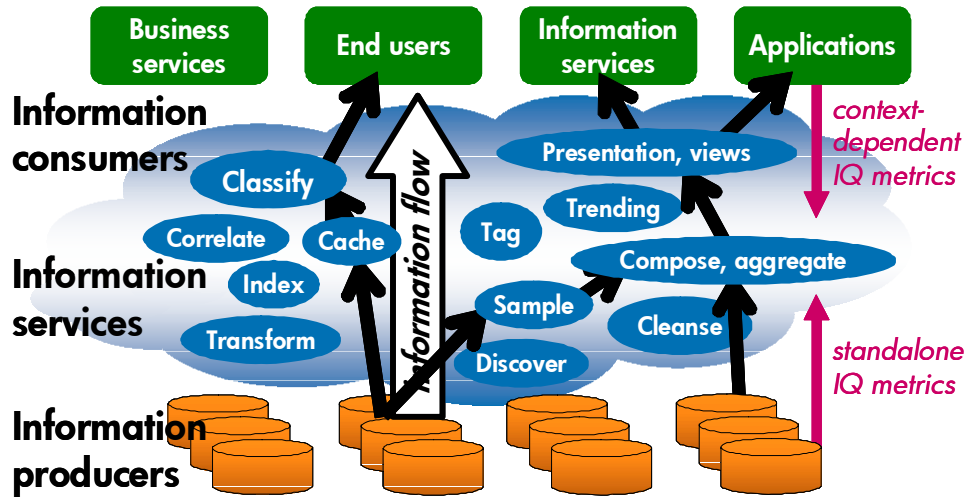 Business
services
End users
Information
services
Applications
Information
consumers
context-
dependent
IQ metrics
Presentation, views
Classify
Trending
Tag
Correlate
Cache
Information flow
Compose, aggregate
Information
services
Index
Sample
Cleanse
Transform
Discover
standalone
IQ metrics
Information
producers